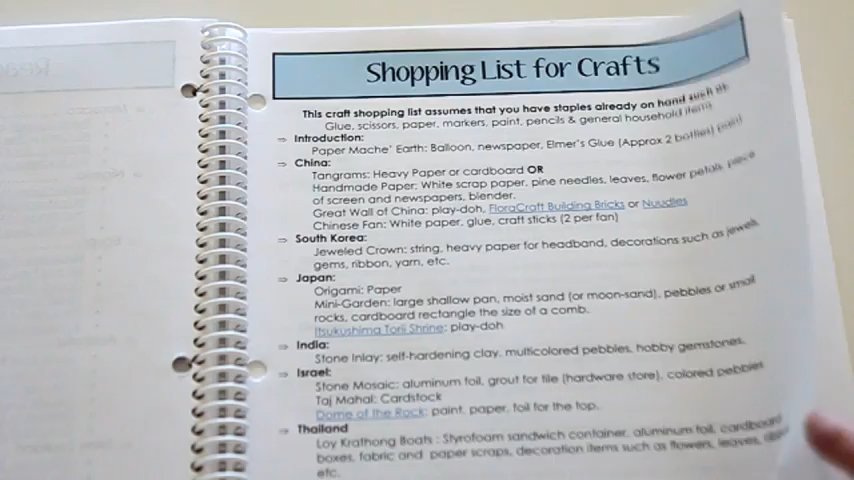 Shopping List for Crafts
This craft shopping list assumes that you have staples already on hand such as
Glue, scissors, paper, markers, paint, pencils & general household items
⇒ Introduction:
Paper Mache' Earth: Balloon, newspaper, Elmer's Glue (Approx 2 bottles) paint
⇒ China:
Tangrams: Heavy Paper or cardboard OR
Handmade Paper: White scrap paper, pine needles, leaves, flower petals, piece
of screen and newspapers, blender.
Great Wall of China: play-doh, FloraCraft Building Bricks or Nuudles
Chinese Fan: White paper, glue, craft sticks (2 per fan)
⇒ South Korea:
Jeweled Crown: string, heavy paper for headband, decorations such as jewels,
gems, ribbon, yarn, etc.
⇒ Japan:
Origami: Paper
Mini-Garden: large shallow pan, moist sand (or moon-sand), pebbles or small
rocks, cardboard rectangle the size of a comb.
Itsukushima Torii Shrine: play-doh
⇒ India:
Stone Inlay: self-hardening clay, multicolored pebbles, hobby gemstones.
⇒ Israel:
Stone Mosaic: aluminum foil, grout for tile (hardware store), colored pebbles
Taj Mahal: Cardstock
Dome of the Rock: paint, paper, foil for the top.
⇒ Thailand
Loy Krathong Boats : Styrofoam sandwich container, aluminum foil, cardboard
boxes, fabric and paper scraps, decoration items such as flowers, leaves,
etc.